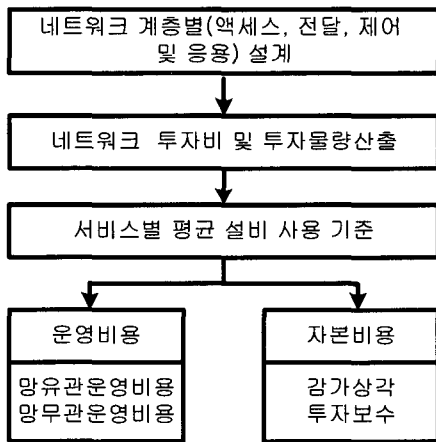 네트워크 계층별(액세스, 전달, 제어
및 응용) 설계
네트워크 투자비 및 투자물량산출
서비스별 평균 설비 사용 기준
운영비용
망유관운영비용
망무관운영비용
자본비용
감가상각
투자보수